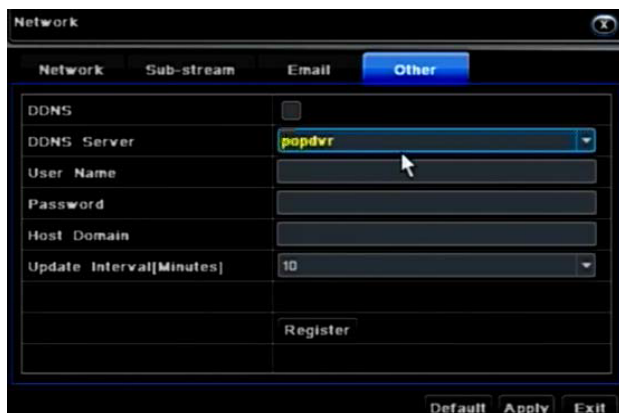 Network
X
Network Sub-stream Email Other
DDNS
DDNS Server popdvr
User Name
Password
Host Domain
Update Interval[Minutes] 10
Register
Default Apply Exit